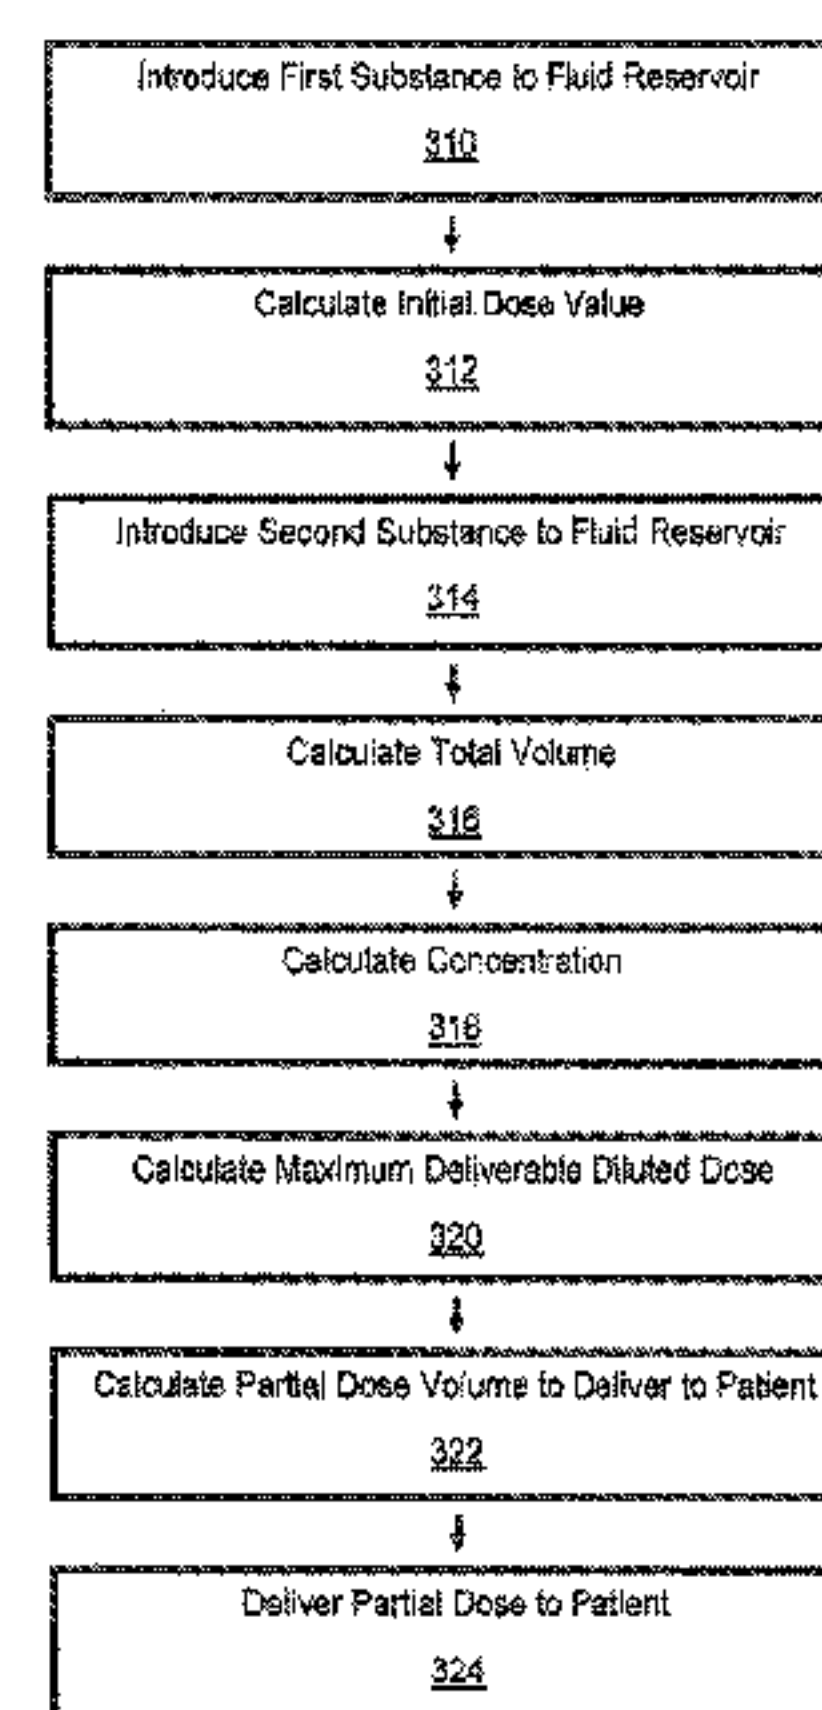 Introduce First Substance to Fluid Reservoir
310
Calculate Initial Dose Value
312
Introduce Second Substance to Fluid Reservoir
314
Calculate Total Volume
316
Calculate Concentration
318
Calculate Maximum Deliverable Diluted Dose
320
Calculate Partial Dose Volume to Deliver to Patient
322
Deliver Partial Dose to Patient
324